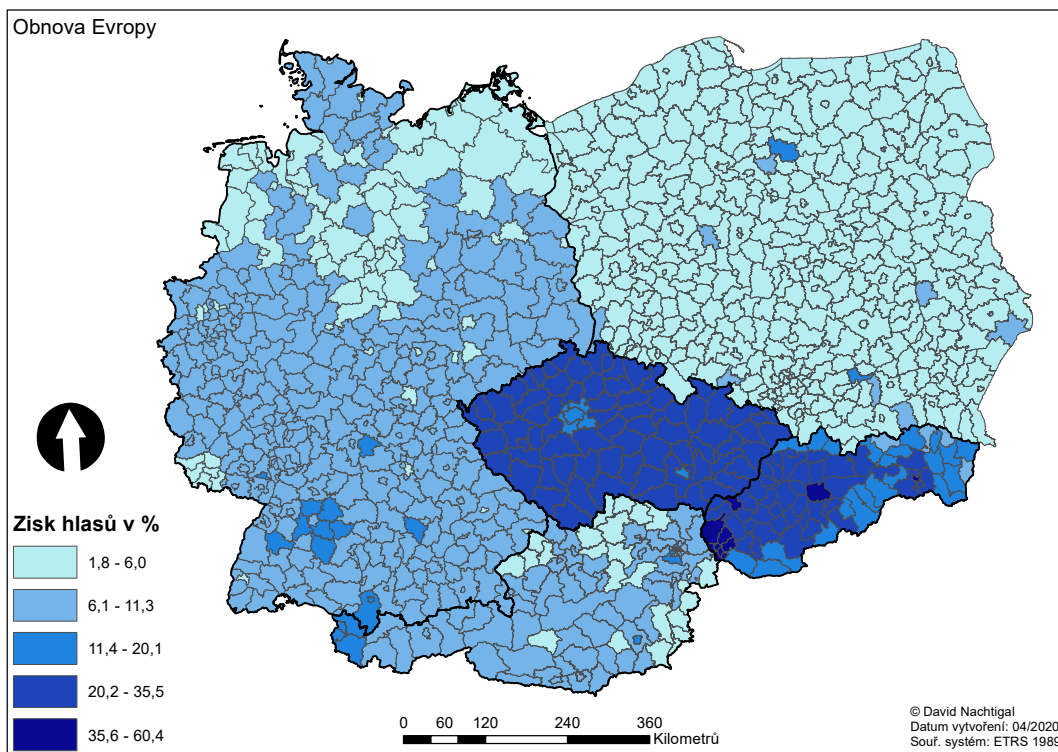 Obnova Evropy
Zisk hlasů v %
1,8 - 6,0
6,1 - 11,3
11,4 - 20,1
20,2 - 35,5
35,6 - 60,4
0 60 120 240 360
Kilometrů
© David Nachtigal
Datum vytvoření: 04/2020
Souř. systém: ETRS 1989